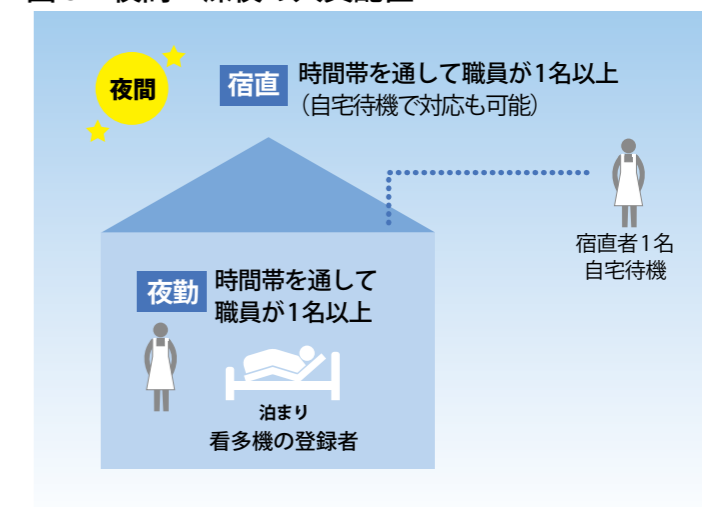 夜間
宿直
時間帯を通して職員が1名以上
（自宅待機で対応も可能）
宿直者1名
自宅待機
夜勤
時間帯を通して
職員が1名以上
泊まり
看多機の登録者